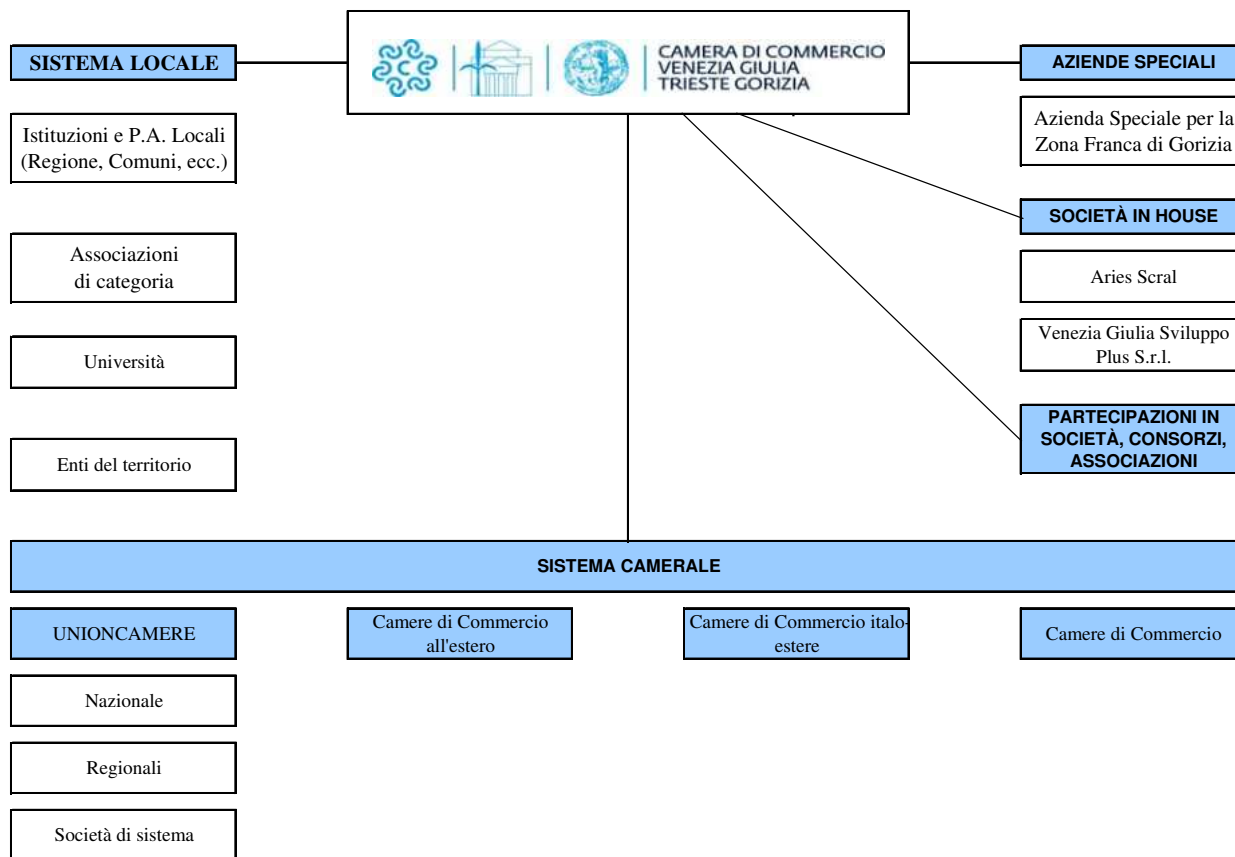 CAMERA DI COMMERCIO
VENEZIA GIULIA
TRIESTE GORIZIA
SISTEMA LOCALE
Istituzioni e P.A. Locali
(Regione, Comuni, ecc.)
Associazioni
di categoria
Università
Enti del territorio
AZIENDE SPECIALI
Azienda Speciale per la
Zona Franca di Gorizia
SOCIETÀ IN HOUSE
Aries Scral
Venezia Giulia Sviluppo
Plus S.r.l.
PARTECIPAZIONI IN
SOCIETÀ, CONSORZI,
ASSOCIAZIONI
SISTEMA CAMERALE
UNIONCAMERE
Nazionale
Regionali
Società di sistema
Camere di Commercio
all'estero
Camere di Commercio italo-
estere
Camere di Commercio